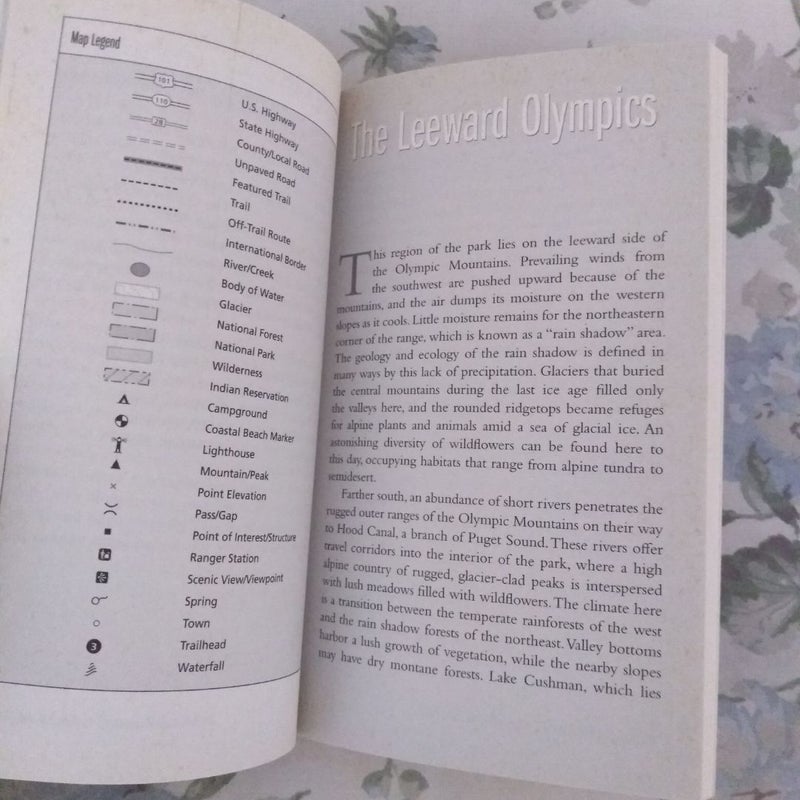 Map Legend
101
U.S. Highway
110
State Highway
28
County/Local Road
Unpaved Road
Featured Trail
Trail
Off-Trail Route
International Border
River/Creek
Body of Water
Glacier
National Forest
National Park
Wilderness
Indian Reservation
Campground
Coastal Beach Marker
Lighthouse
Mountain/Peak
Point Elevation
Pass/Gap
Point of Interest/Structure
Ranger Station
Scenic View/Viewpoint
Spring
Town
3
Trailhead
Waterfall
The Leeward Olympics
This region of the park lies on the leeward side of
the Olympic Mountains. Prevailing winds from
the southwest are pushed upward because of the
mountains, and the air dumps its moisture on the western
slopes as it cools. Little moisture remains for the northeastern
corner of the range, which is known as a “rain shadow” area.
The geology and ecology of the rain shadow is defined in
many ways by this lack of precipitation. Glaciers that buried
the central mountains during the last ice age filled only
the valleys here, and the rounded ridgetops became refuges
for alpine plants and animals amid a sea of glacial ice. An
astonishing diversity of wildflowers can be found here to
this day, occupying habitats that range from alpine tundra to
semidesert.
Farther south, an abundance of short rivers penetrates the
rugged outer ranges of the Olympic Mountains on their way
to Hood Canal, a branch of Puget Sound. These rivers offer
travel corridors into the interior of the park, where a high
alpine country of rugged, glacier-clad peaks is interspersed
with lush meadows filled with wildflowers. The climate here
is a transition between the temperate rainforests of the west
and the rain shadow forests of the northeast. Valley bottoms
harbor a lush growth of vegetation, while the nearby slopes
may have dry montane forests. Lake Cushman, which lies